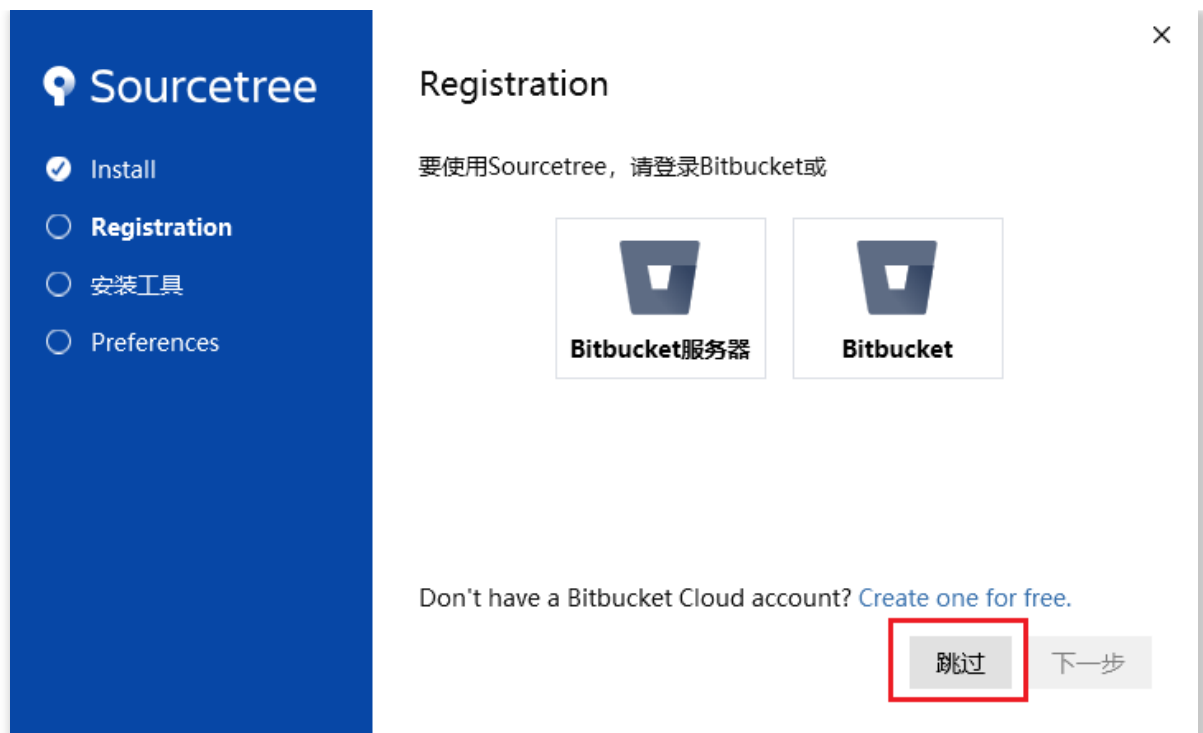 Sourcetree
Install
Registration
安装工具
Preferences
Registration
要使用Sourcetree，请登录Bitbucket或
Bitbucket服务器
Bitbucket
Don't have a Bitbucket Cloud account? Create one for free.
跳过
下一步